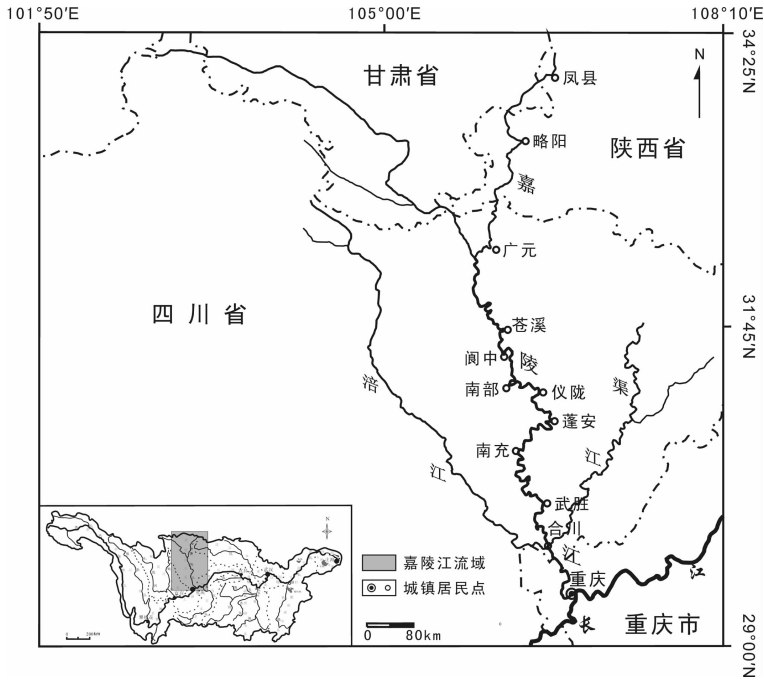 101°50′E
105°00′E
108°10′E
34°25′N
N
甘肃省
凤县
略阳
陕西省
嘉
广元
31°45′N
四川省
苍溪
阆中
陵
南部
仪陇
涪
渠
蓬安
南充
江
江
武胜
合川
江
嘉陵江流域
城镇居民点
重庆
江
长
重庆市
0 80km
29°00′N
N